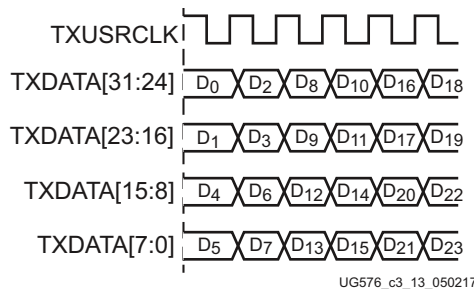 TXUSRCLK
TXDATA[31:24] D0 D2 D8 D10 D16 D18
TXDATA[23:16] D1 D3 D9 D11 D17 D19
TXDATA[15:8] D4 D6 D12 D14 D20 D22
TXDATA[7:0] D5 D7 D13 D15 D21 D23
UG576_c3_13_050217